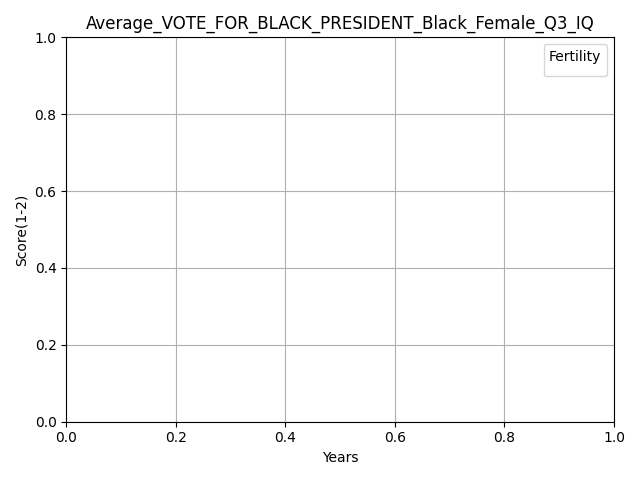 Average_VOTE_FOR_BLACK_PRESIDENT_Black_Female_Q3_IQ
Fertility
Score(1-2)
1.0
0.8
0.6
0.4
0.2
0.0
0.0 0.2 0.4 0.6 0.8 1.0
Years